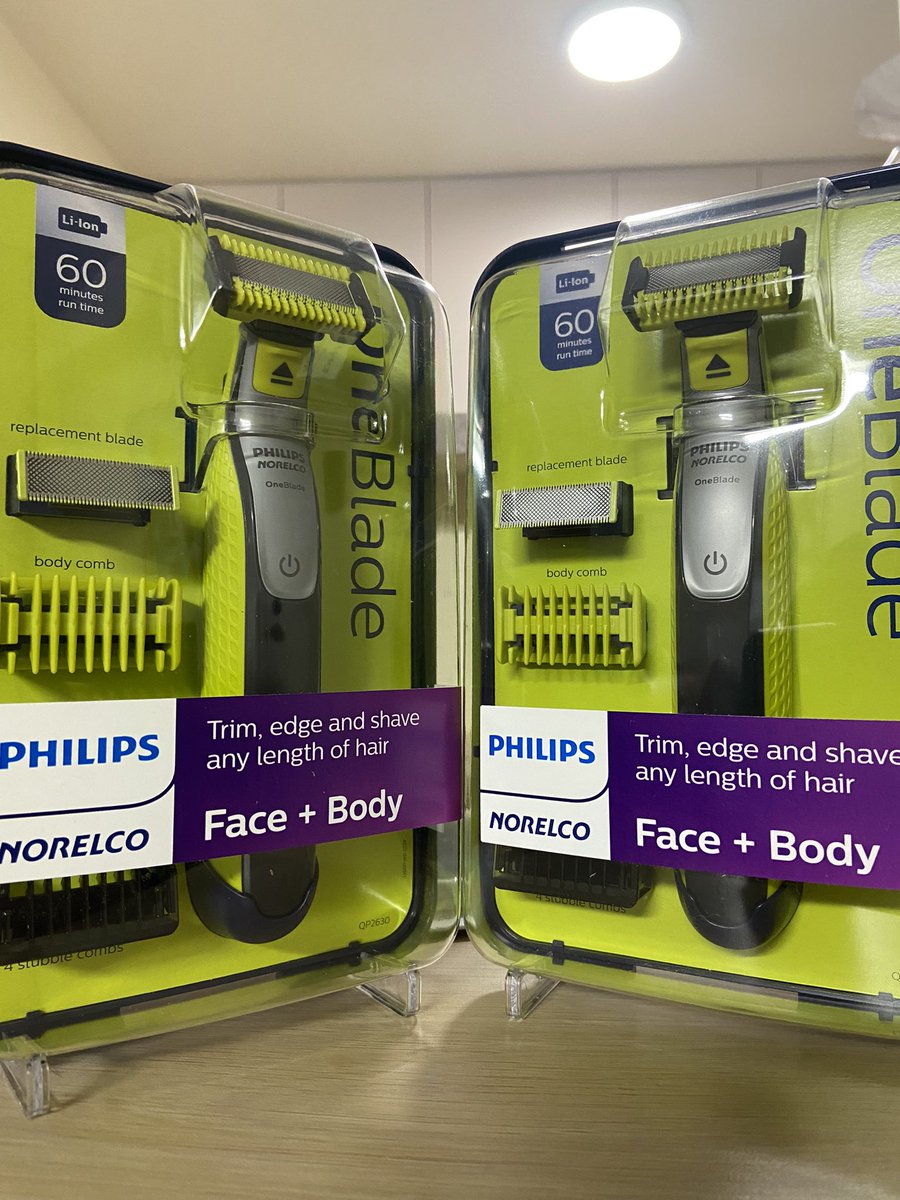 Li-Ion
60
minutes
run time
replacement blade
body comb
PHILIPS
NORELCO
OneBlade
OneBlade
PHILIPS
NORELCO
Trim, edge and shave
any length of hair
Face + Body
4 stubble combs
QP2630
Li-Ion
60
minutes
run time
replacement blade
body comb
PHILIPS
NORELCO
OneBlade
OneBlade
PHILIPS
NORELCO
Trim, edge and shave
any length of hair
Face + Body
4 stubble combs